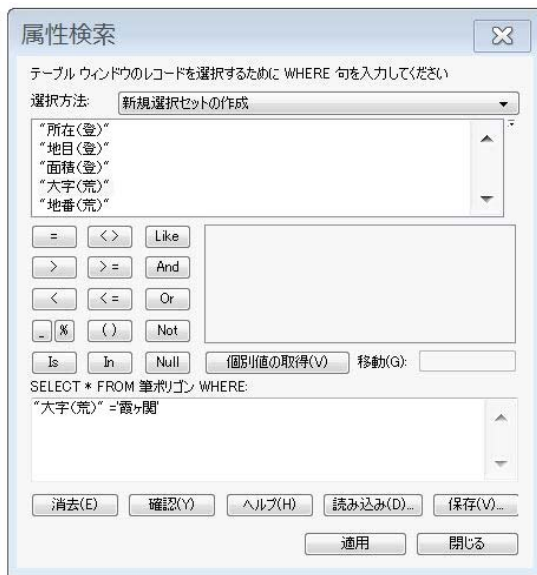 属性検索
テーブル ウィンドウのレコードを選択するために WHERE 句を入力してください
選択方法: 新規選択セットの作成
"所在(登)"
"地目(登)"
"面積(登)"
"大字(荒)"
"地番(荒)"
= <> Like
> >= And
< <= Or
_ % () Not
Is In Null 個別値の取得(V) 移動(G):
SELECT * FROM 筆ポリゴン WHERE:
"大字(荒)" ='霞ヶ関'
消去(E) 確認(Y) ヘルプ(H) 読み込み(D)... 保存(V)...
適用 閉じる